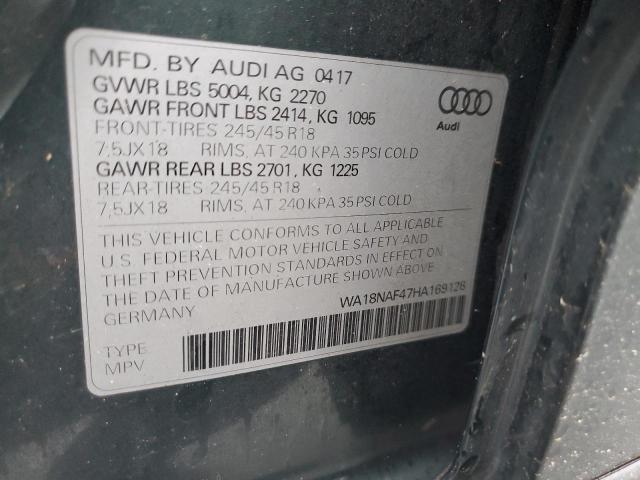 MFD. BY AUDI AG 0417
GVWR LBS 5004, KG 2270
GAWR FRONT LBS 2414, KG 1095
FRONT-TIRES 245/45 R18
7,5JX18 RIMS, AT 240 KPA 35 PSI COLD
GAWR REAR LBS 2701, KG 1225
REAR-TIRES 245/45 R18
7,5JX18 RIMS, AT 240 KPA 35 PSI COLD
Audi
THIS VEHICLE CONFORMS TO ALL APPLICABLE
U.S. FEDERAL MOTOR VEHICLE SAFETY AND
THEFT PREVENTION STANDARDS IN EFFECT ON
THE DATE OF MANUFACTURE SHOWN ABOVE.
GERMANY
WA18NAF47HA169128
TYPE
MPV